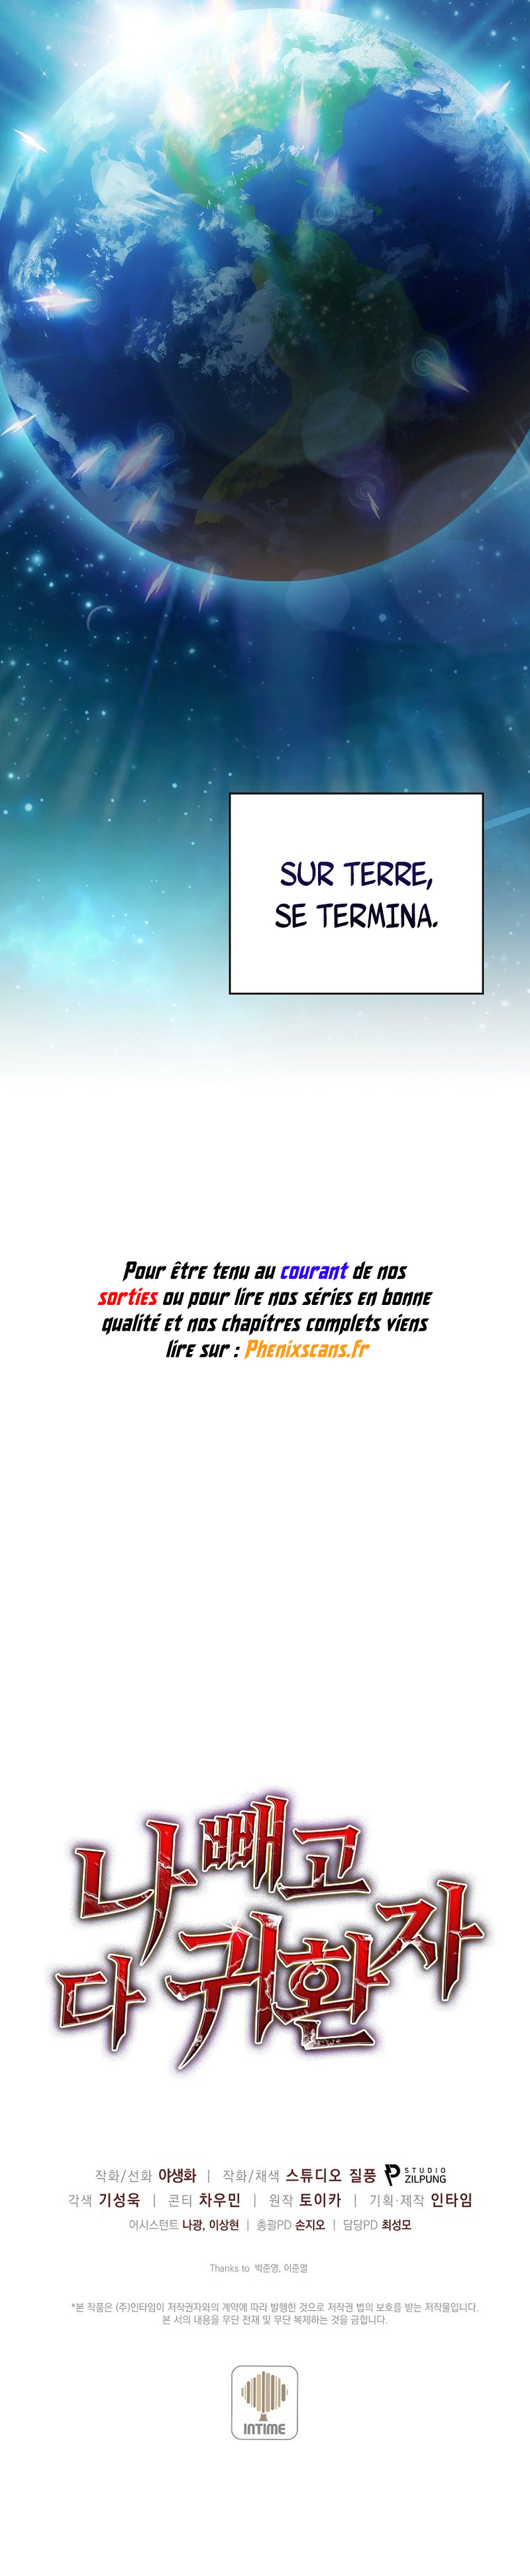 SUR TERRE,
SE TERMINA.
Pour être tenu au courant de nos
sorties ou pour lire nos séries en bonne
qualité et nos chapitres complets viens
lire sur : Phenixscans.fr
나 빼고
다 귀환자
작화/선화 야생화 | 작화/채색 스튜디오 질풍 STUDIO ZILPUNG
각색 기성욱 | 콘티 차우민 | 원작 토이카 | 기획·제작 인타임
어시스턴트 나광, 이상현 | 총괄PD 손지오 | 담당PD 최성모
Thanks to 박준영, 이준열
*본 작품은 (주)인타임이 저작권자와의 계약에 따라 발행한 것으로 저작권 법의 보호를 받는 저작물입니다.
본 서의 내용을 무단 전재 및 무단 복제하는 것을 금합니다.
INTIME